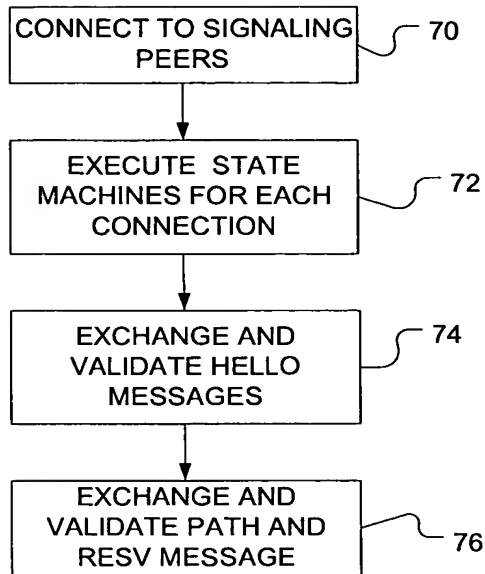 CONNECT TO SIGNALING
PEERS
70
EXECUTE STATE
MACHINES FOR EACH
CONNECTION
72
EXCHANGE AND
VALIDATE HELLO
MESSAGES
74
EXCHANGE AND
VALIDATE PATH AND
RESV MESSAGE
76